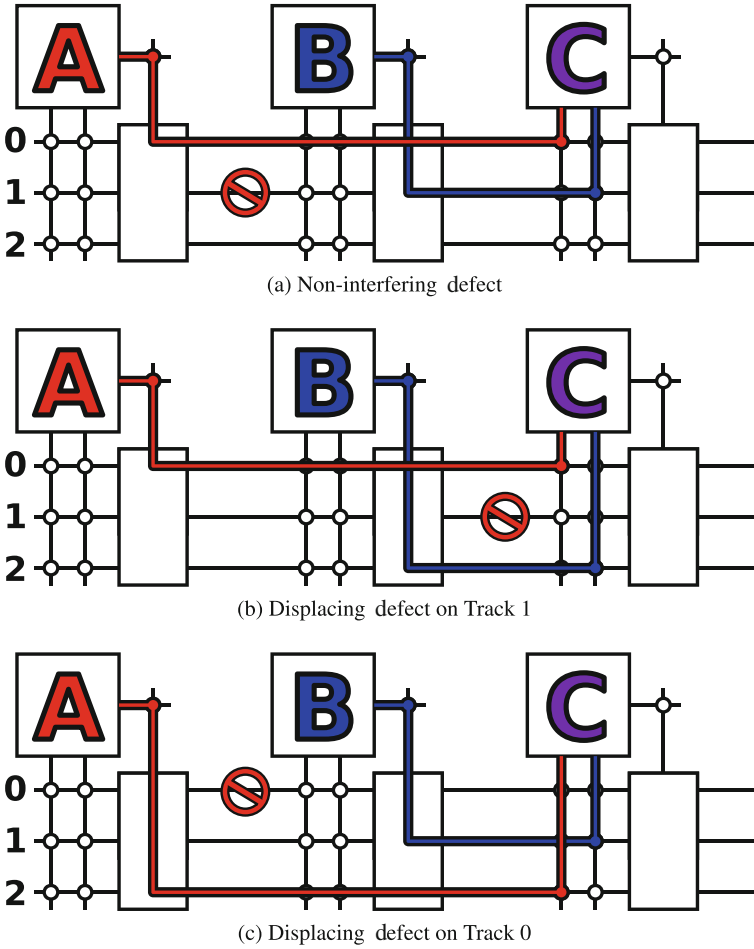 A B C
0
1
2
(a) Non-interfering defect
A B C
0
1
2
(b) Displacing defect on Track 1
A B C
0
1
2
(c) Displacing defect on Track 0